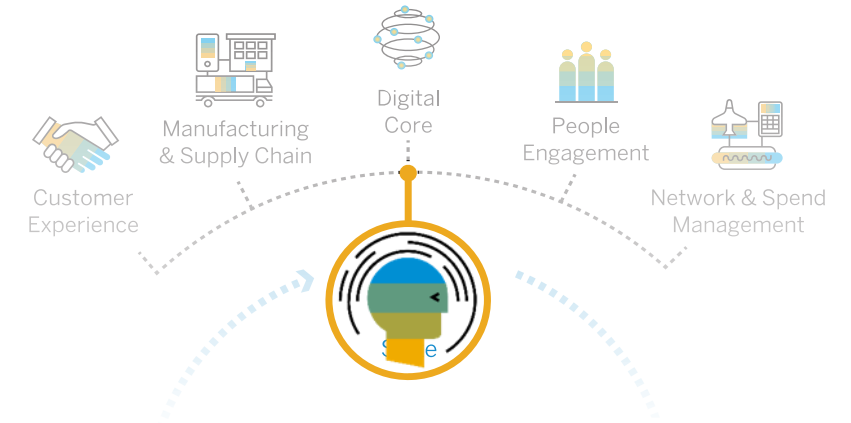 Digital
Core
Manufacturing
& Supply Chain
People
Engagement
Customer
Experience
Network & Spend
Management